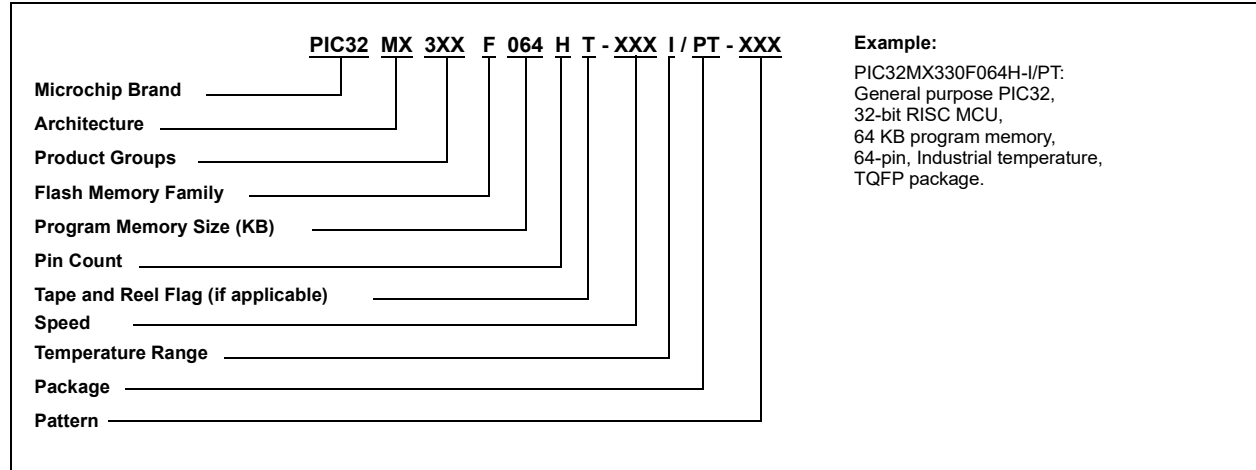 PIC32 MX 3XX F 064 H T - XXX I / PT - XXX
Microchip Brand
Architecture
Product Groups
Flash Memory Family
Program Memory Size (KB)
Pin Count
Tape and Reel Flag (if applicable)
Speed
Temperature Range
Package
Pattern
Example:
PIC32MX330F064H-I/PT:
General purpose PIC32,
32-bit RISC MCU,
64 KB program memory,
64-pin, Industrial temperature,
TQFP package.